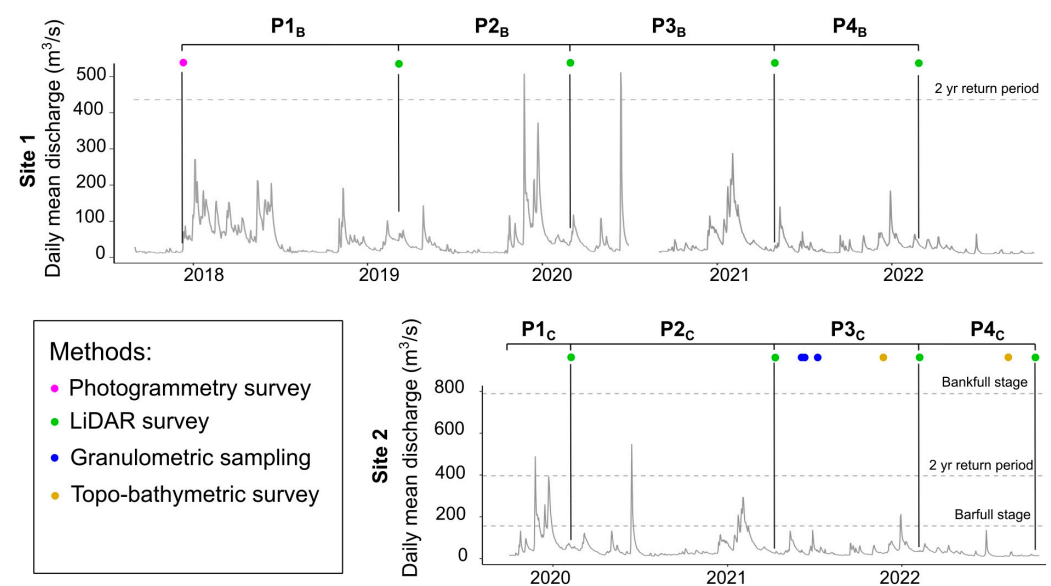 P1B P2B P3B P4B
Site 1
Daily mean discharge (m³/s)
500
400
300
200
100
0
2 yr return period
2018 2019 2020 2021 2022
Methods:
Photogrammetry survey
LiDAR survey
Granulometric sampling
Topo-bathymetric survey
P1C P2C P3C P4C
Site 2
Daily mean discharge (m³/s)
800
600
400
200
0
Bankfull stage
2 yr return period
Barfull stage
2020 2021 2022